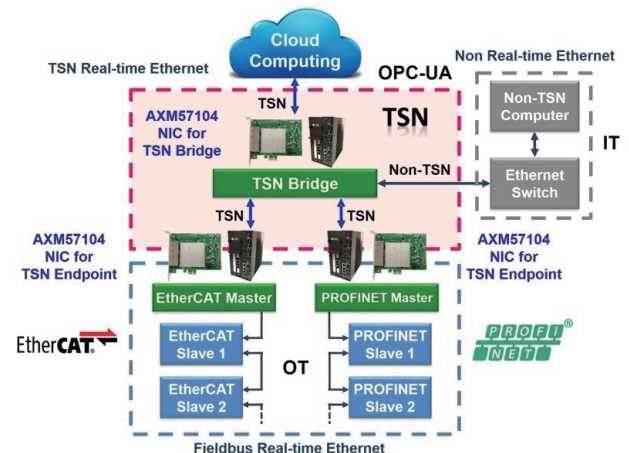 Cloud
Computing
TSN Real-time Ethernet
OPC-UA
Non Real-time Ethernet
TSN
AXM57104
NIC for
TSN Bridge
TSN
Non-TSN
Computer
IT
Ethernet
Switch
TSN Bridge
Non-TSN
TSN
TSN
AXM57104
NIC for
TSN Endpoint
AXM57104
NIC for
TSN Endpoint
EtherCAT Master
PROFINET Master
EtherCAT®
EtherCAT
Slave 1
PROFINET
Slave 1
PROFI
NET®
OT
EtherCAT
Slave 2
PROFINET
Slave 2
Fieldbus Real-time Ethernet